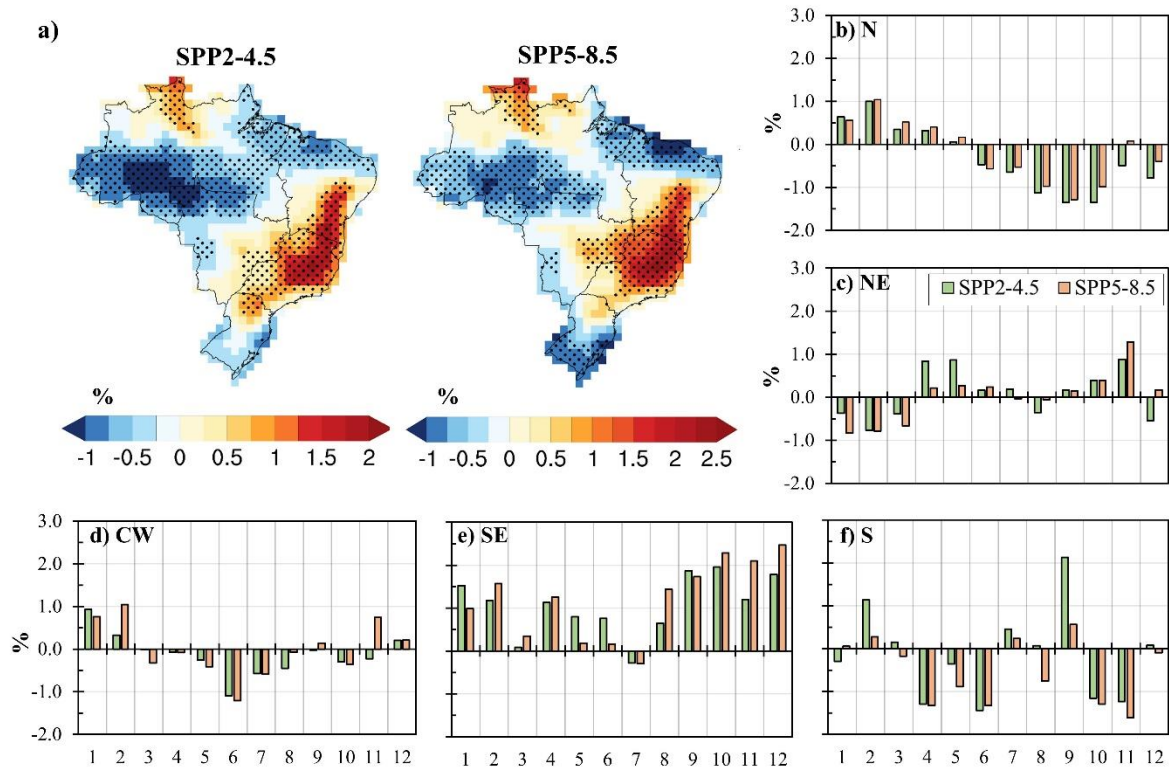 a)
SPP2-4.5
SPP5-8.5
%
-1 -0.5 0 0.5 1 1.5 2
%
-1 -0.5 0 0.5 1 1.5 2 2.5
b) N
%
3.0
2.0
1.0
0.0
-1.0
-2.0
c) NE
SPP2-4.5 SPP5-8.5
%
3.0
2.0
1.0
0.0
-1.0
-2.0
d) CW
%
3.0
2.0
1.0
0.0
-1.0
-2.0
1 2 3 4 5 6 7 8 9 10 11 12
e) SE
1 2 3 4 5 6 7 8 9 10 11 12
f) S
1 2 3 4 5 6 7 8 9 10 11 12